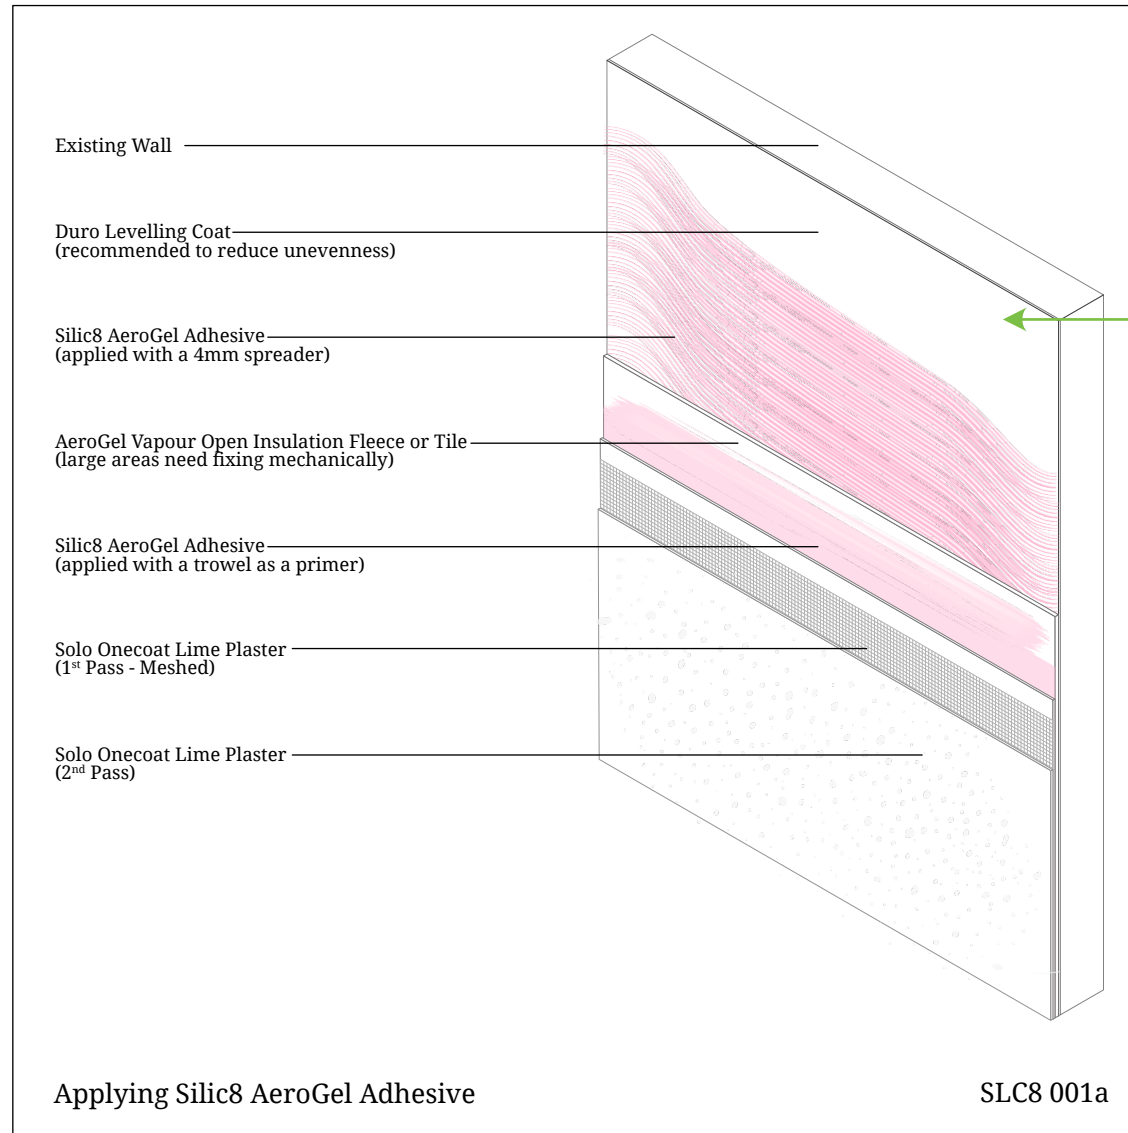 Existing Wall
Duro Levelling Coat
(recommended to reduce unevenness)
Silic8 AeroGel Adhesive
(applied with a 4mm spreader)
AeroGel Vapour Open Insulation Fleece or Tile
(large areas need fixing mechanically)
Silic8 AeroGel Adhesive
(applied with a trowel as a primer)
Solo Onecoat Lime Plaster
(1st Pass - Meshed)
Solo Onecoat Lime Plaster
(2nd Pass)
Applying Silic8 AeroGel Adhesive
SLC8 001a